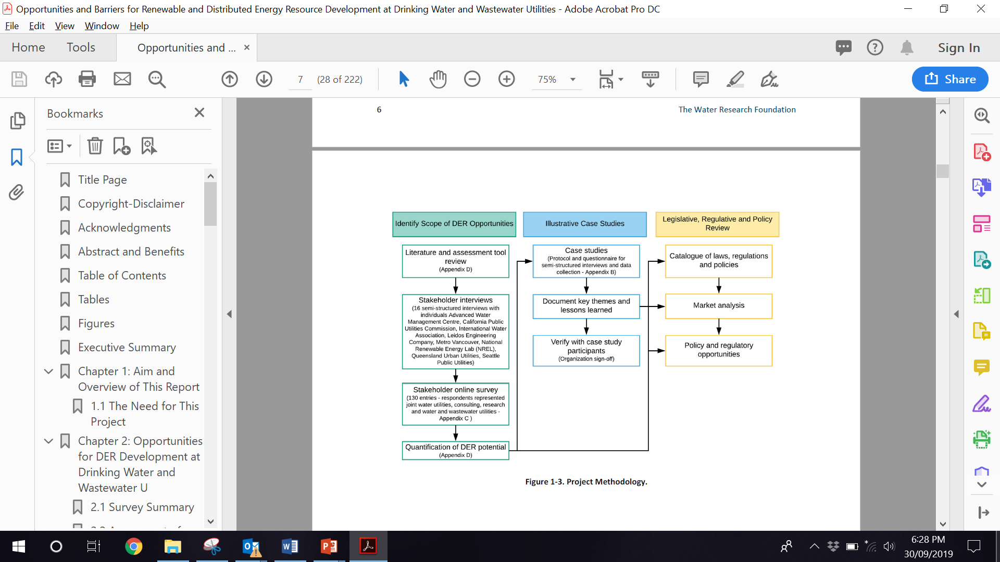 Opportunities and Barriers for Renewable and Distributed Energy Resource Development at Drinking Water and Wastewater Utilities - Adobe Acrobat Pro DC
File Edit View Window Help
Home Tools Opportunities and ... × Sign In
7 (28 of 222) 75% Share
Bookmarks
Title Page
Copyright-Disclaimer
Acknowledgments
Abstract and Benefits
Table of Contents
Tables
Figures
Executive Summary
Chapter 1: Aim and
Overview of This Report
1.1 The Need for This
Project
Chapter 2: Opportunities
for DER Development at
Drinking Water and
Wastewater U
2.1 Survey Summary
6 The Water Research Foundation
Identify Scope of DER Opportunities
Literature and assessment tool
review
(Appendix D)
Stakeholder interviews
(16 semi-structured interviews with
individuals Advanced Water
Management Centre, California Public
Utilities Commission, International Water
Association, Leidos Engineering
Company, Metro Vancouver, National
Renewable Energy Lab (NREL),
Queensland Urban Utilities, Seattle
Public Utilities)
Stakeholder online survey
(130 entries - respondents represented
joint water utilities, consulting, research
and water and wastewater utilities -
Appendix C )
Quantification of DER potential
(Appendix D)
Illustrative Case Studies
Case studies
(Protocol and questionnaire for
semi-structured interviews and data
collection - Appendix B)
Document key themes and
lessons learned
Verify with case study
participants
(Organization sign-off)
Legislative, Regulative and Policy
Review
Catalogue of laws, regulations
and policies
Market analysis
Policy and regulatory
opportunities
Figure 1-3. Project Methodology.
6:28 PM
30/09/2019